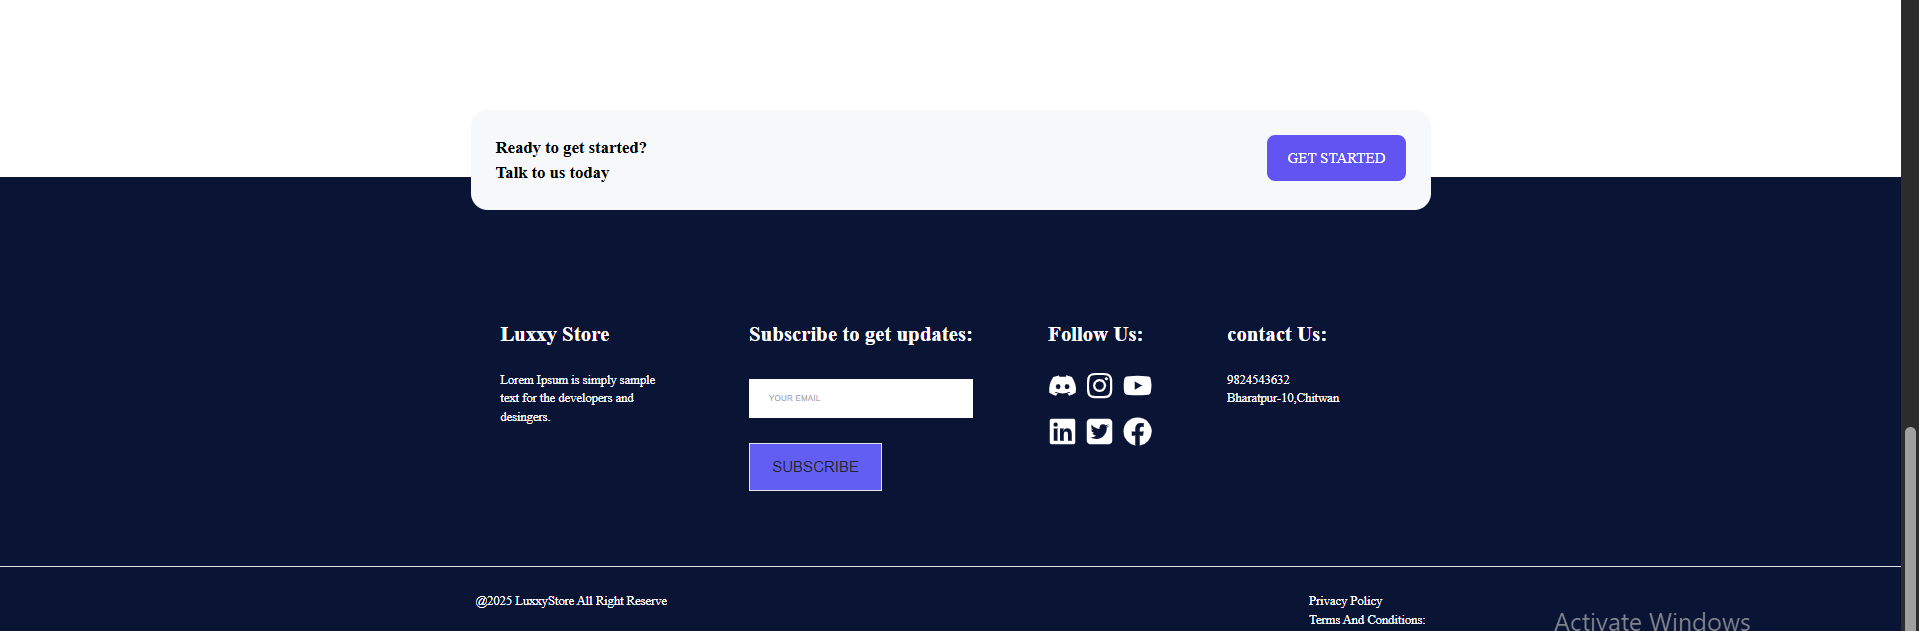 Ready to get started?
Talk to us today
GET STARTED
Luxxy Store
Lorem Ipsum is simply sample
text for the developers and
desingers.
Subscribe to get updates:
YOUR EMAIL
SUBSCRIBE
Follow Us:
in
contact Us:
9824543632
Bharatpur-10,Chitwan
@2025 LuxxyStore All Right Reserve
Privacy Policy
Terms And Conditions:
Activate Windows